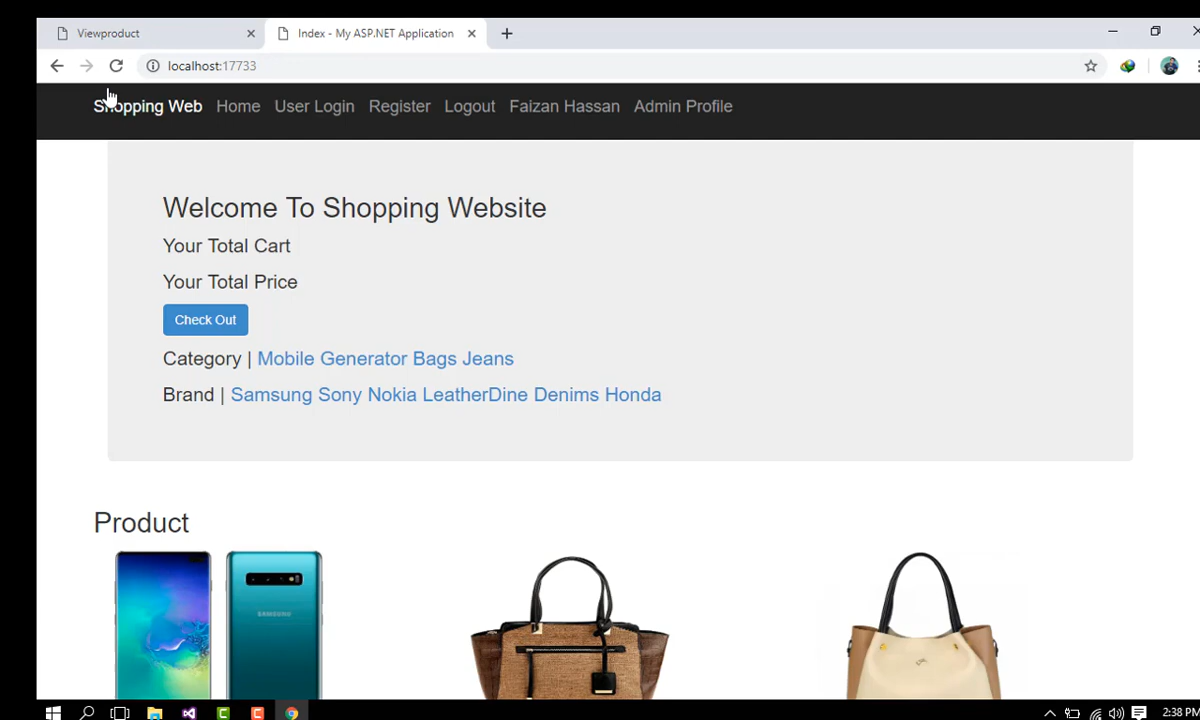 Viewproduct
Index - My ASP.NET Application
localhost:17733
Shopping Web Home User Login Register Logout Faizan Hassan Admin Profile
Welcome To Shopping Website
Your Total Cart
Your Total Price
Check Out
Category | Mobile Generator Bags Jeans
Brand | Samsung Sony Nokia LeatherDine Denims Honda
Product
SAMSUNG
2:38 PM